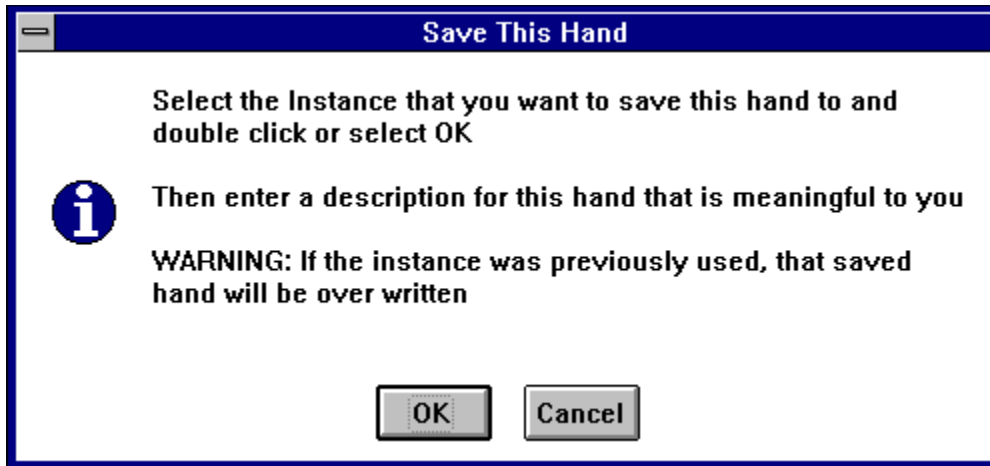 Save This Hand
Select the Instance that you want to save this hand to and
double click or select OK
Then enter a description for this hand that is meaningful to you
WARNING: If the instance was previously used, that saved
hand will be over written
OK
Cancel